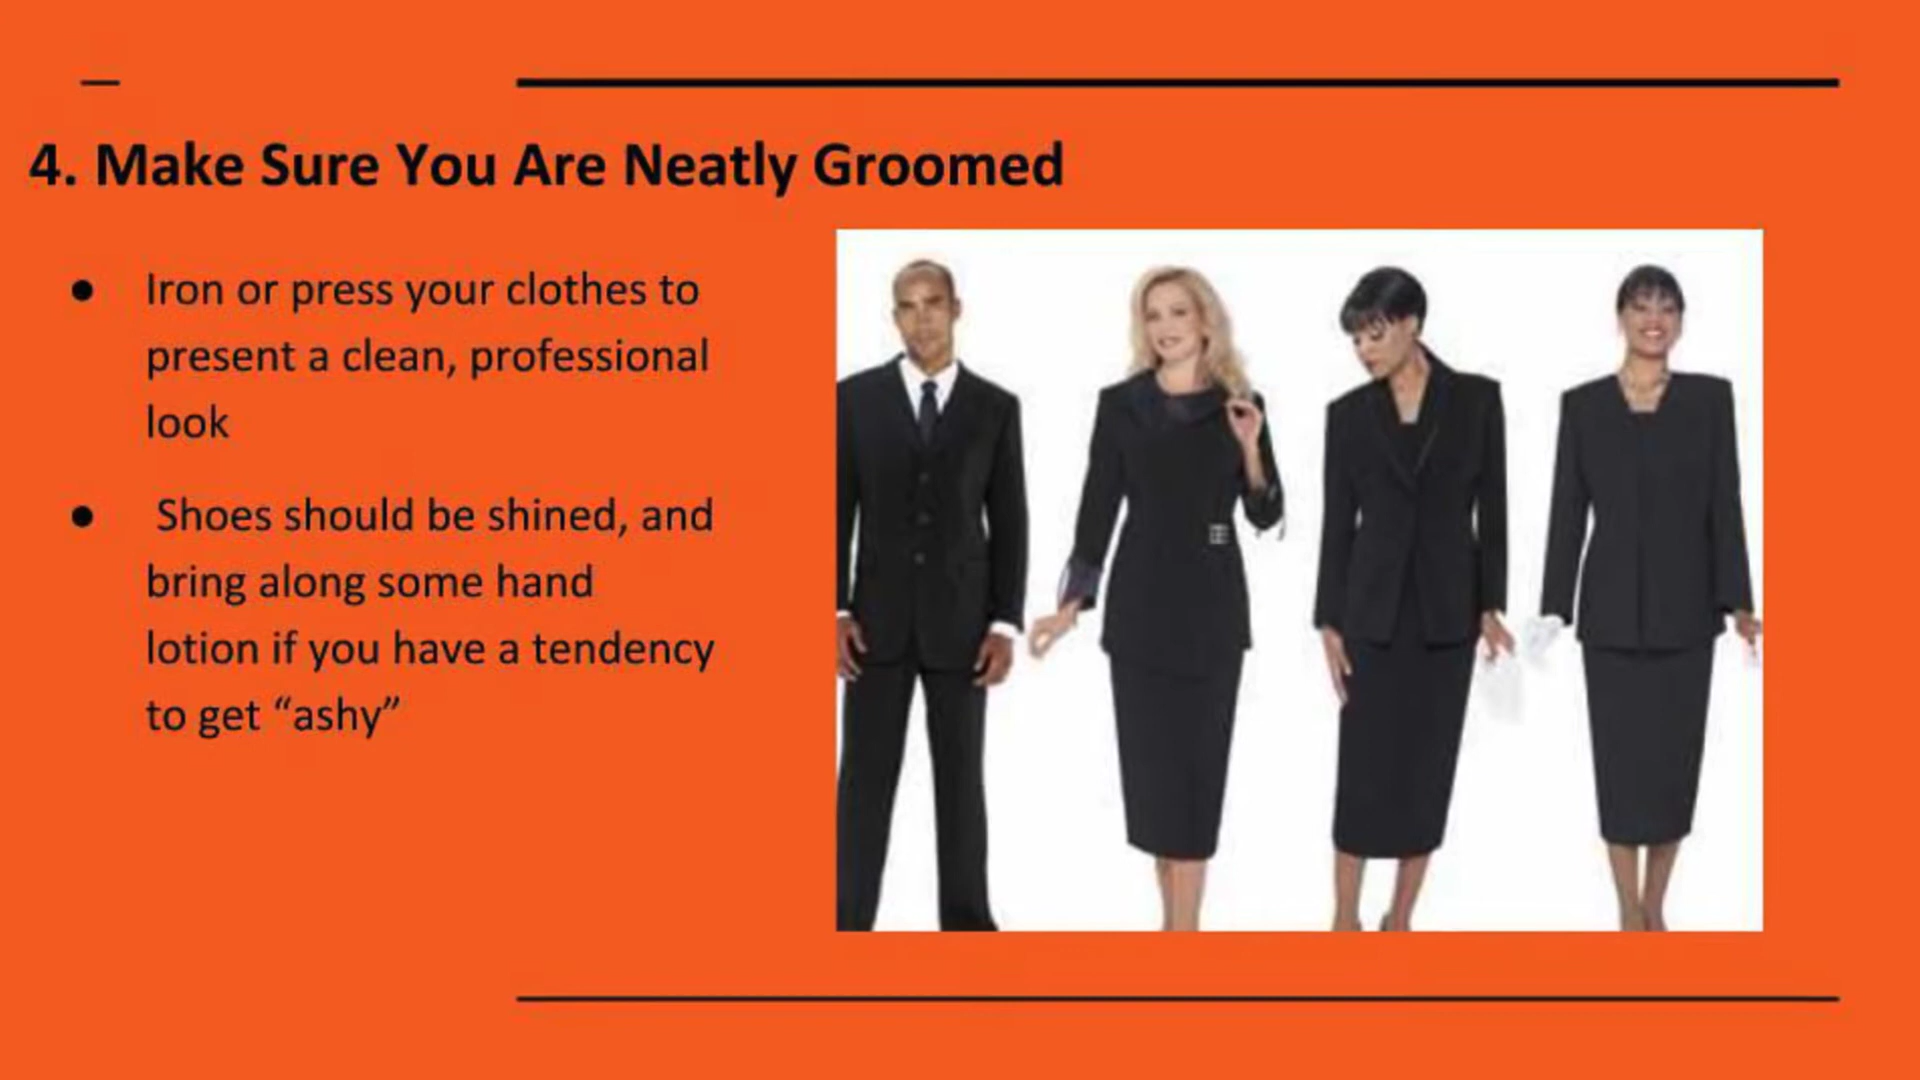 4. Make Sure You Are Neatly Groomed
● Iron or press your clothes to
present a clean, professional
look
● Shoes should be shined, and
bring along some hand
lotion if you have a tendency
to get “ashy”